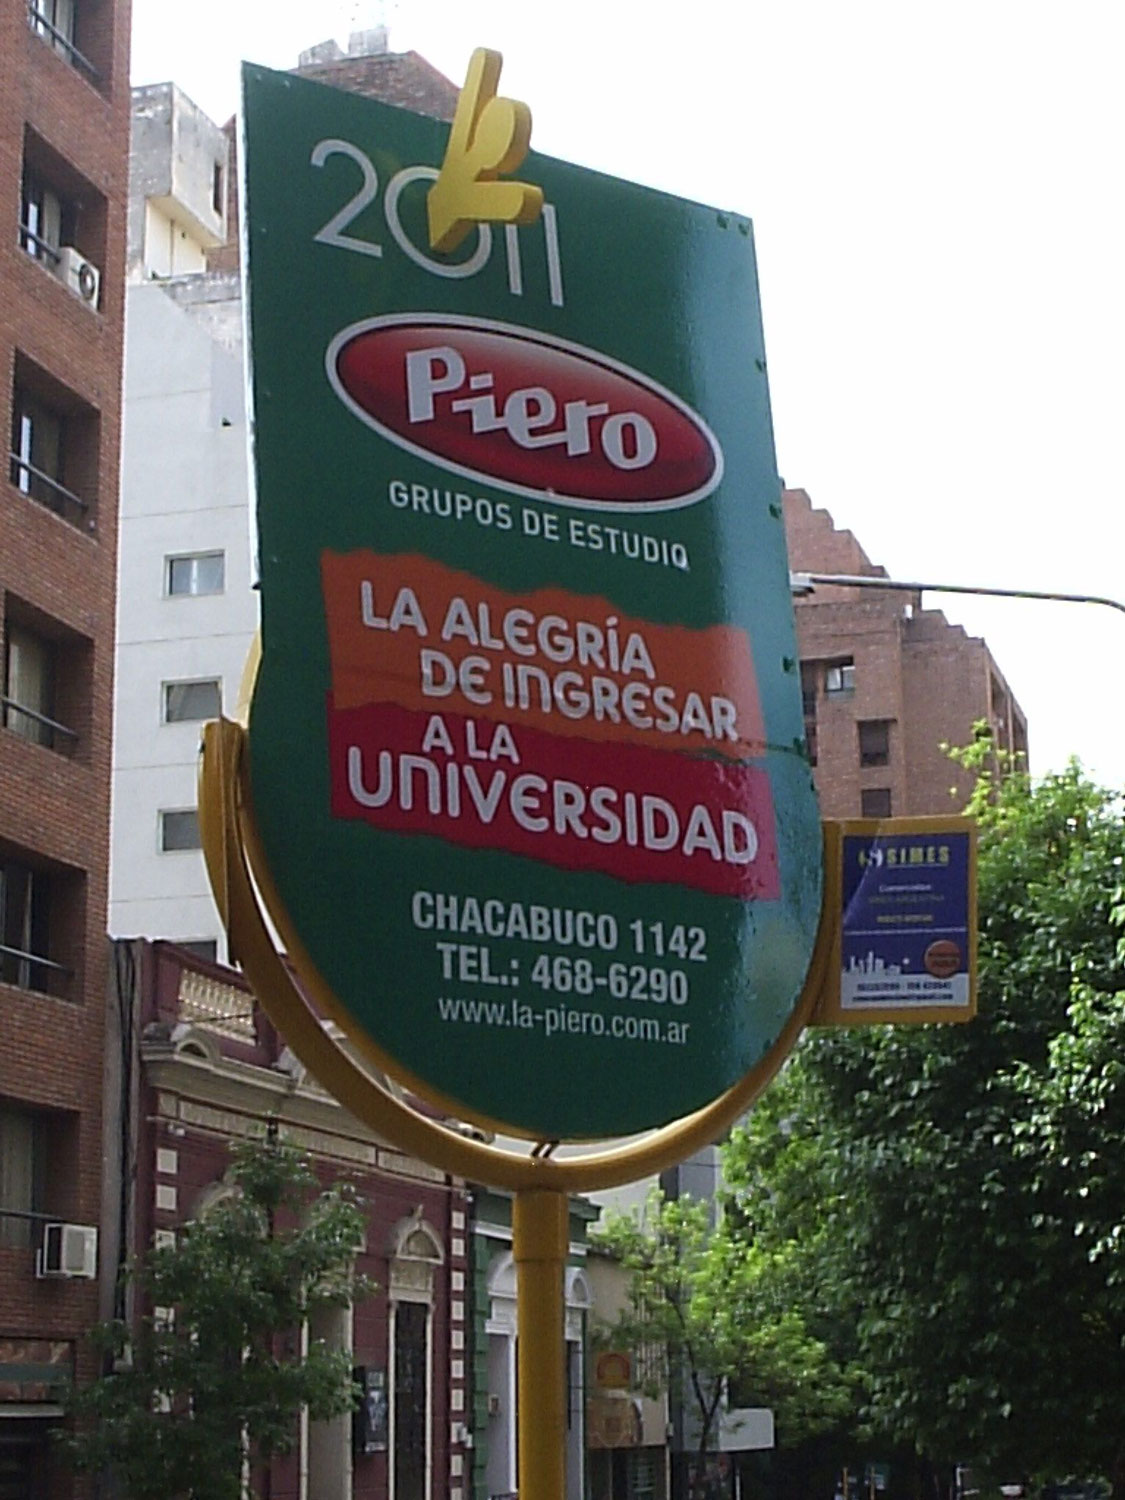 2011
Piero
GRUPOS DE ESTUDIO
LA ALEGRÍA
DE INGRESAR
A LA
UNIVERSIDAD
CHACABUCO 1142
TEL.: 468-6290
www.la-piero.com.ar
SIMES